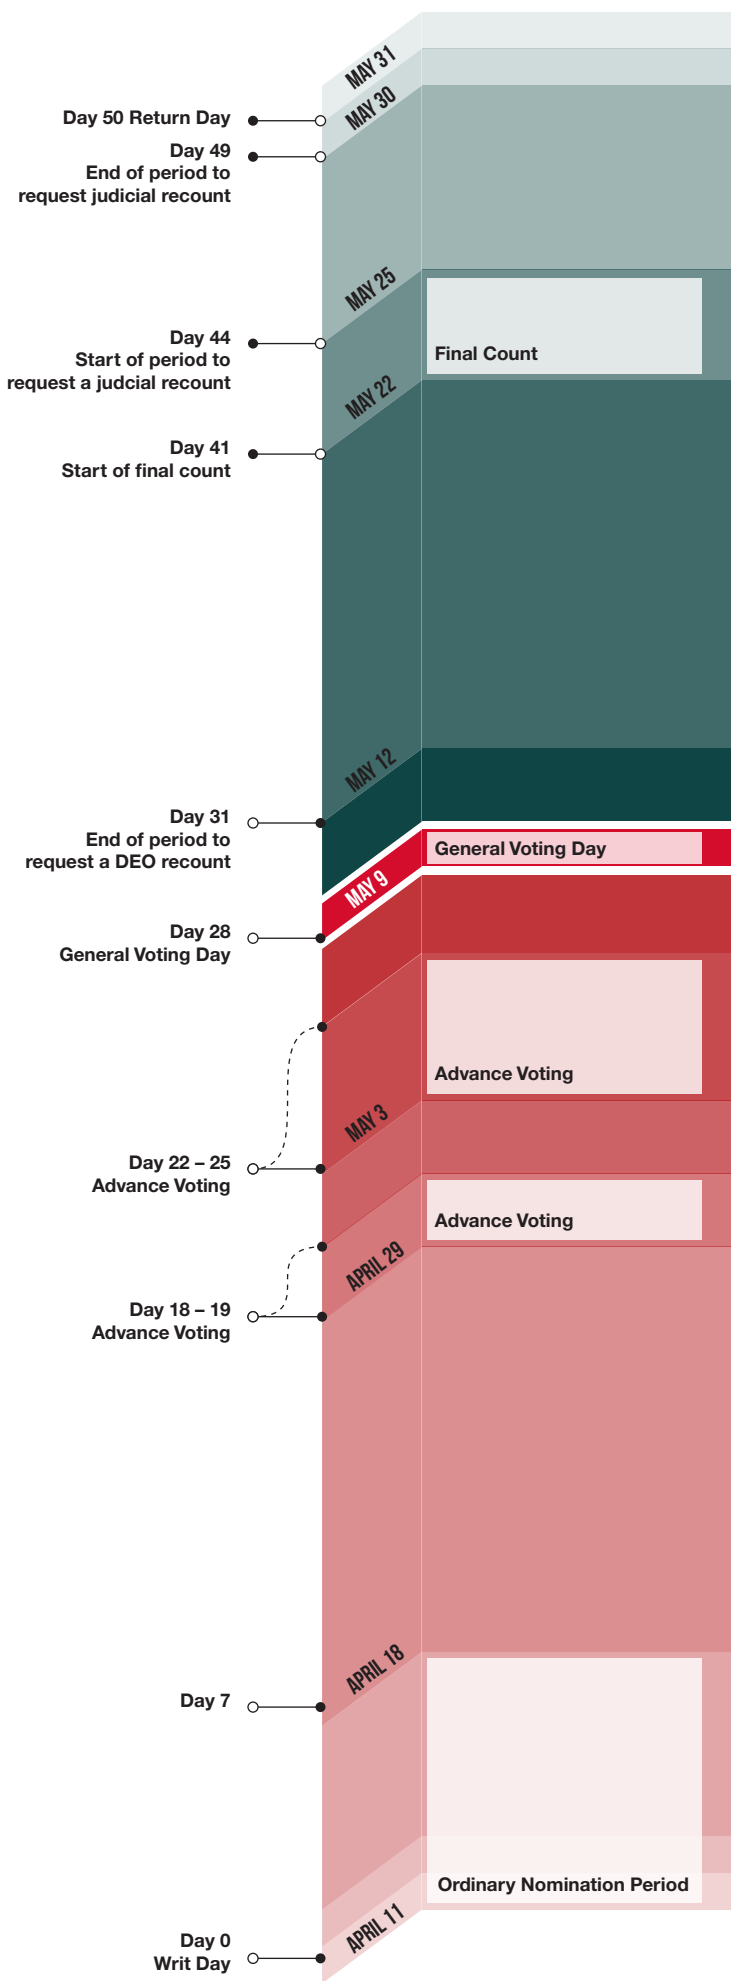 MAY 31
Day 50 Return Day
MAY 30
Day 49
End of period to
request judicial recount
MAY 25
Day 44
Start of period to
request a judcial recount
Final Count
MAY 22
Day 41
Start of final count
MAY 12
Day 31
End of period to
request a DEO recount
General Voting Day
MAY 9
Day 28
General Voting Day
Advance Voting
MAY 3
Day 22 – 25
Advance Voting
Advance Voting
APRIL 29
Day 18 – 19
Advance Voting
APRIL 18
Day 7
Ordinary Nomination Period
APRIL 11
Day 0
Writ Day